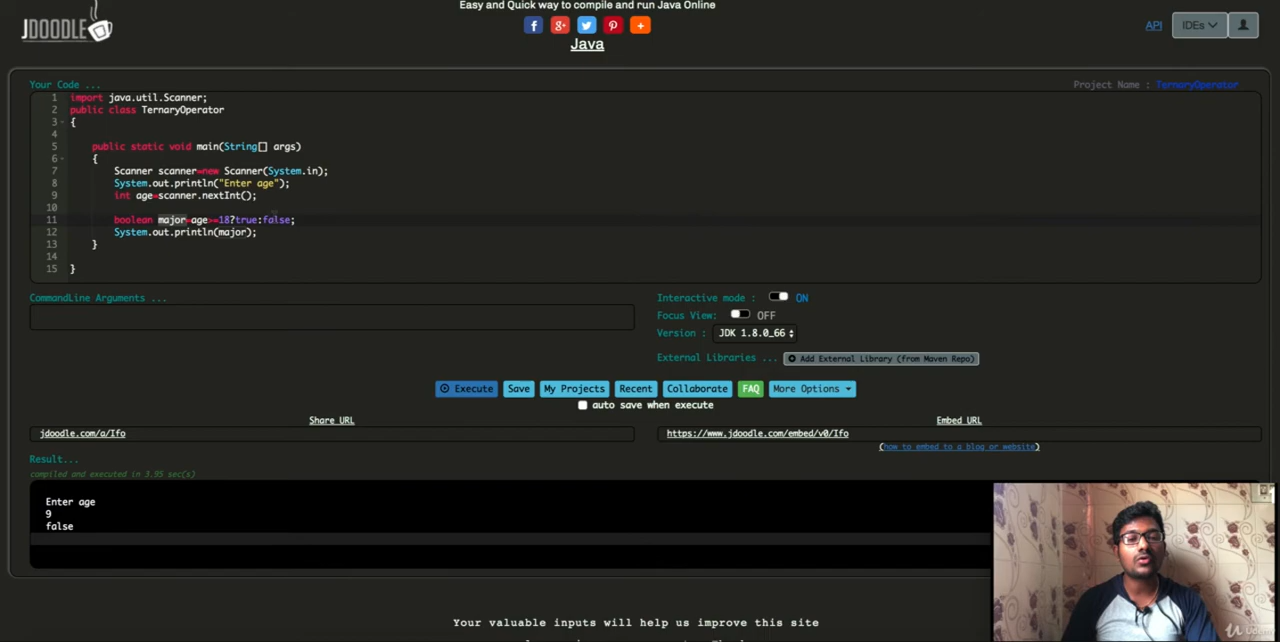 Easy and Quick way to compile and run Java Online
JDOODLE
API IDEs
Java
Your Code ... Project Name : TernaryOperator
1 import java.util.Scanner;
2 public class TernaryOperator
3 {
4
5 public static void main(String[] args)
6 {
7 Scanner scanner=new Scanner(System.in);
8 System.out.println("Enter age");
9 int age=scanner.nextInt();
10
11 boolean major=age>=18?true:false;
12 System.out.println(major);
13 }
14
15 }
CommandLine Arguments ... Interactive mode : ON
Focus View: OFF
Version : JDK 1.8.0_66
External Libraries ... Add External Library (from Maven Repo)
Execute Save My Projects Recent Collaborate FAQ More Options
auto save when execute
Share URL Embed URL
jdoodle.com/a/Ifo https://www.jdoodle.com/embed/v0/Ifo
(how to embed to a blog or website)
Result...
compiled and executed in 3.95 sec(s)
Enter age
9
false
Your valuable inputs will help us improve this site